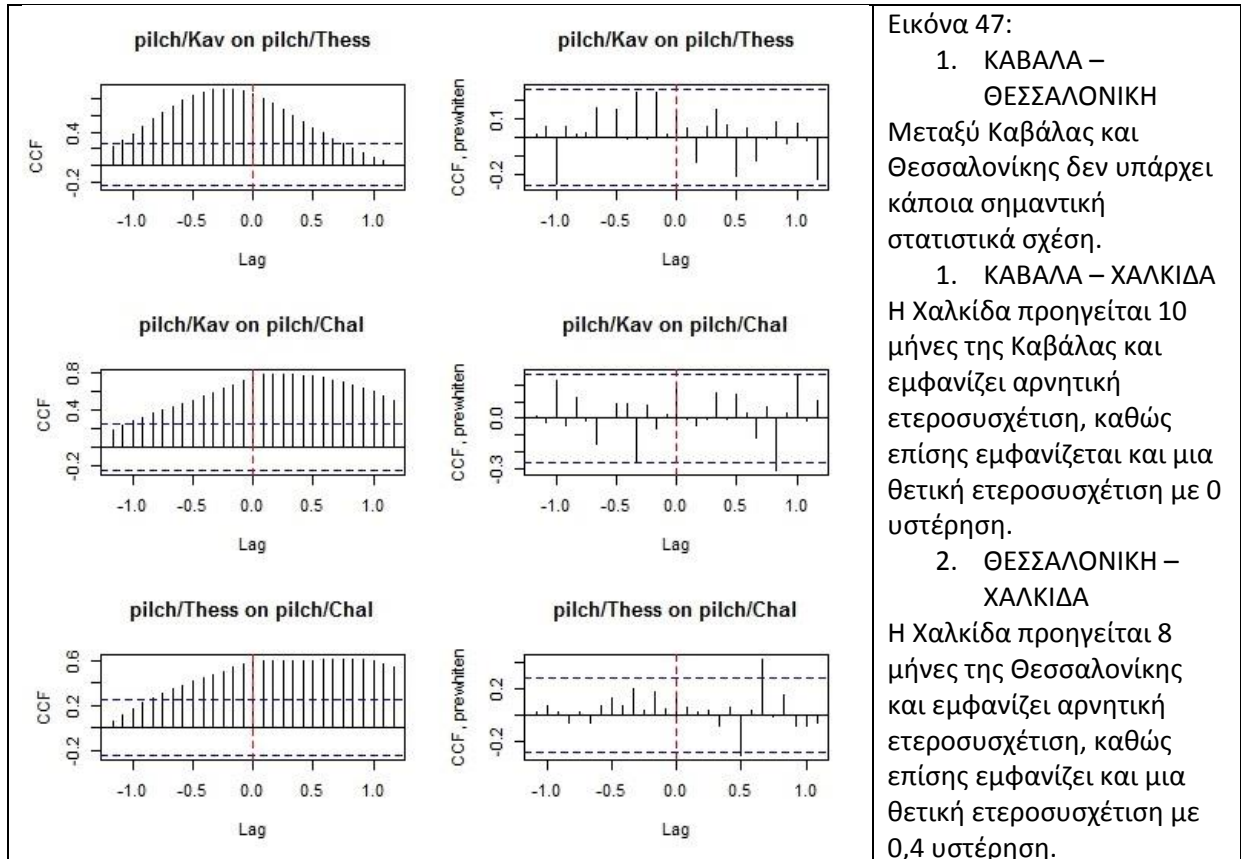 pilch/Kav on pilch/Thess
CCF
0.4
-0.2
-1.0 -0.5 0.0 0.5 1.0
Lag
pilch/Kav on pilch/Thess
CCF, prewhiten
0.1
-0.2
-1.0 -0.5 0.0 0.5 1.0
Lag
pilch/Kav on pilch/Chal
CCF
0.8
0.4
-0.2
-1.0 -0.5 0.0 0.5 1.0
Lag
pilch/Kav on pilch/Chal
CCF, prewhiten
0.0
-0.3
-1.0 -0.5 0.0 0.5 1.0
Lag
pilch/Thess on pilch/Chal
CCF
0.6
0.2
-0.2
-1.0 -0.5 0.0 0.5 1.0
Lag
pilch/Thess on pilch/Chal
CCF, prewhiten
0.2
-0.2
-1.0 -0.5 0.0 0.5 1.0
Lag
Εικόνα 47:
1. ΚΑΒΑΛΑ –
ΘΕΣΣΑΛΟΝΙΚΗ
Μεταξύ Καβάλας και
Θεσσαλονίκης δεν υπάρχει
κάποια σημαντική
στατιστικά σχέση.
1. ΚΑΒΑΛΑ – ΧΑΛΚΙΔΑ
Η Χαλκίδα προηγείται 10
μήνες της Καβάλας και
εμφανίζει αρνητική
ετεροσυσχέτιση, καθώς
επίσης εμφανίζεται και μια
θετική ετεροσυσχέτιση με 0
υστέρηση.
2. ΘΕΣΣΑΛΟΝΙΚΗ –
ΧΑΛΚΙΔΑ
Η Χαλκίδα προηγείται 8
μήνες της Θεσσαλονίκης
και εμφανίζει αρνητική
ετεροσυσχέτιση, καθώς
επίσης εμφανίζει και μια
θετική ετεροσυσχέτιση με
0,4 υστέρηση.